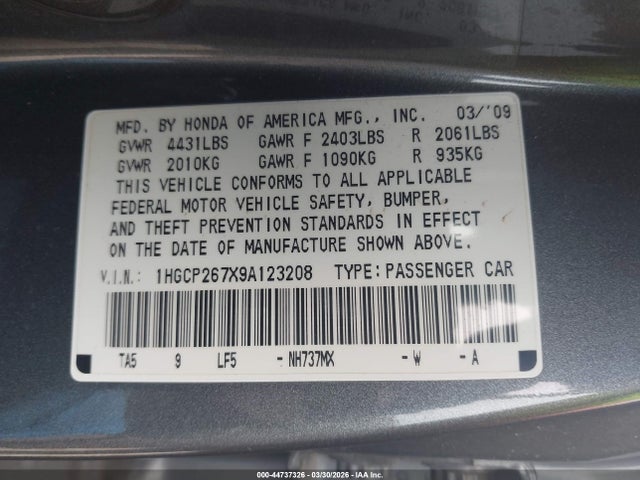 MFD. BY HONDA OF AMERICA MFG., INC. 03/'09
GVWR 4431LBS GAWR F 2403LBS R 2061LBS
GVWR 2010KG GAWR F 1090KG R 935KG
THIS VEHICLE CONFORMS TO ALL APPLICABLE
FEDERAL MOTOR VEHICLE SAFETY, BUMPER,
AND THEFT PREVENTION STANDARDS IN EFFECT
ON THE DATE OF MANUFACTURE SHOWN ABOVE.
V.I.N.: 1HGCP267X9A123208 TYPE: PASSENGER CAR
TA5 9 LF5 - NH737MX - W - A
000-44737326 - 03/30/2026 - IAA Inc.